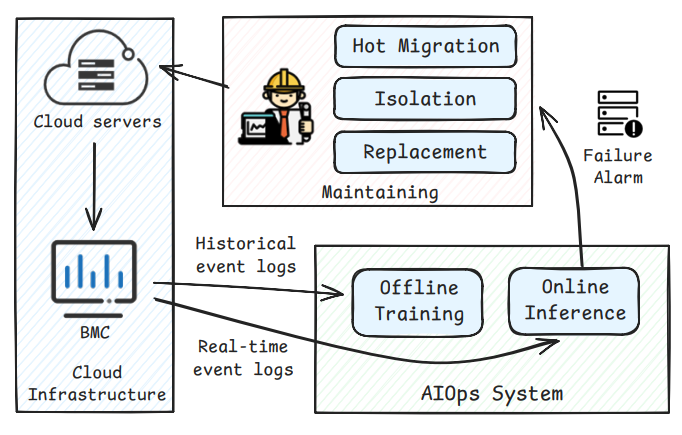 Cloud servers
BMC
Cloud
Infrastructure
Hot Migration
Isolation
Replacement
Maintaining
Failure
Alarm
Historical
event logs
Real-time
event logs
Offline
Training
Online
Inference
AIOps System